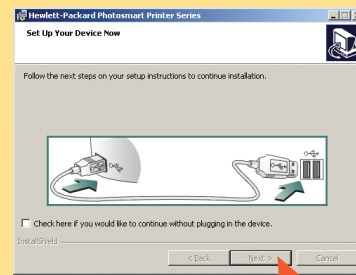 Hewlett-Packard Photosmart Printer Series
Set Up Your Device Now
Follow the next steps on your setup instructions to continue installation.
Check here if you would like to continue without plugging in the device.
InstallShield
< Back Next > Cancel